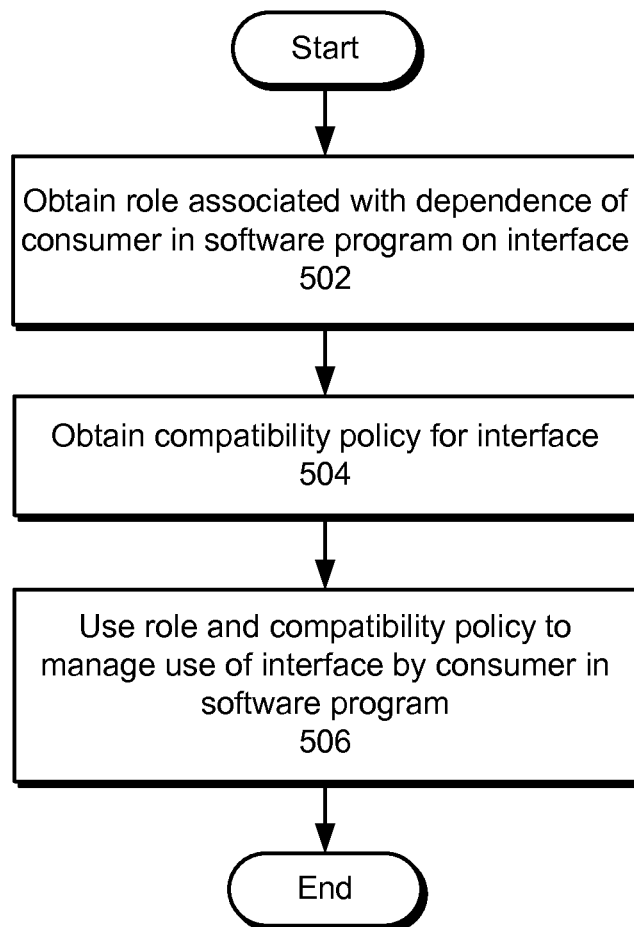 Start
Obtain role associated with dependence of
consumer in software program on interface
502
Obtain compatibility policy for interface
504
Use role and compatibility policy to
manage use of interface by consumer in
software program
506
End